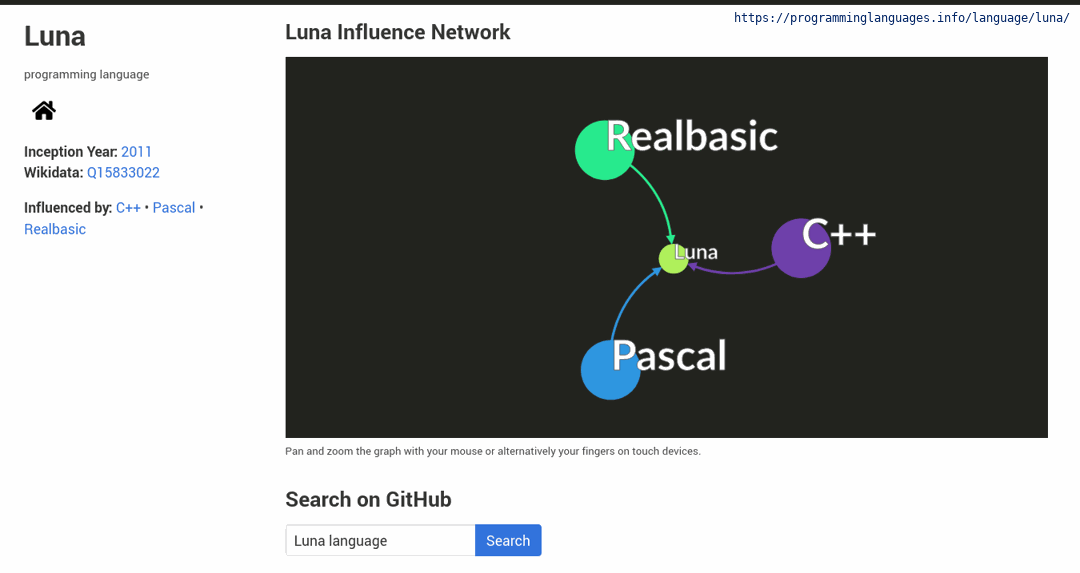 https://programminglanguages.info/language/luna/
Luna
programming language
Inception Year: 2011
Wikidata: Q15833022
Influenced by: C++ • Pascal •
Realbasic
Luna Influence Network
Realbasic
C++
Luna
Pascal
Pan and zoom the graph with your mouse or alternatively your fingers on touch devices.
Search on GitHub
Luna language
Search